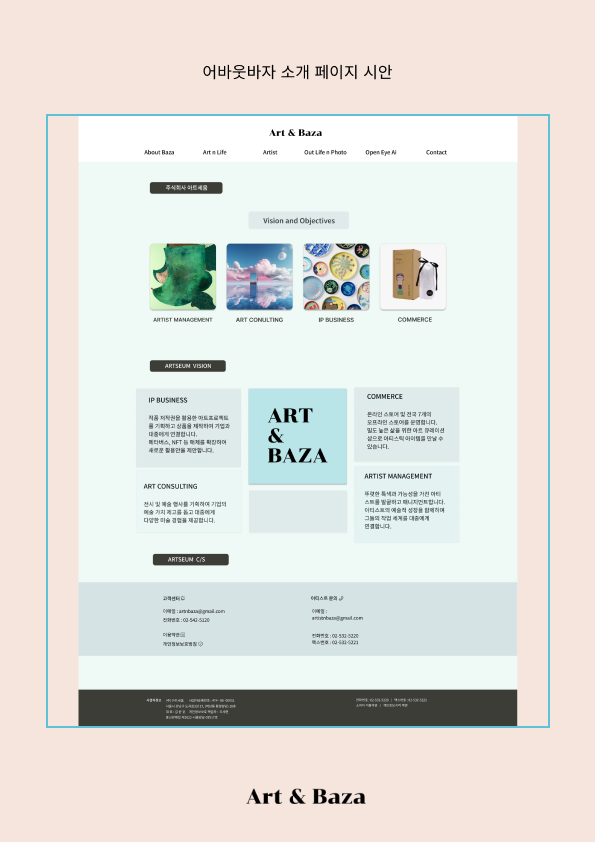 어바웃바자 소개 페이지 시안
Art & Baza
About Baza Art n Life Artist Out Life n Photo Open Eye Ai Contact
주식회사 아트세움
Vision and Objectives
ARTIST MANAGEMENT ART CONULTING IP BUSINESS COMMERCE
ARTSEUM VISION
IP BUSINESS
작품 저작권을 활용한 아트프로젝트
를 기획하고 상품을 제작하여 기업과
대중에게 연결합니다.
메타버스, NFT 등 매체를 확장하여
새로운 활용안을 제안합니다.
ART CONSULTING
전시 및 예술 행사를 기획하여 기업의
예술 가치 제고를 돕고 대중에게
다양한 미술 경험을 제공합니다.
ART
&
BAZA
COMMERCE
온라인 스토어 및 전국 7개의
오프라인 스토어를 운영합니다.
밀도 높은 삶을 위한 아트 큐레이션
샵으로 아티스틱 아이템을 만날 수
있습니다.
ARTIST MANAGEMENT
뚜렷한 특색과 가능성을 가진 아티
스트를 발굴하고 매니지먼트합니다.
아티스트의 예술적 성장을 협력하며
그들의 작업 세계를 대중에게
연결합니다.
ARTSEUM C/S
고객센터
이메일 : artnbaza@gmail.com
전화번호 : 02-542-5120
이용약관
개인정보보호방침
아티스트 문의
이메일 :
artistnbaza@gmail.com
전화번호 : 02-532-5225
팩스번호 : 02-532-5221
Art & Baza